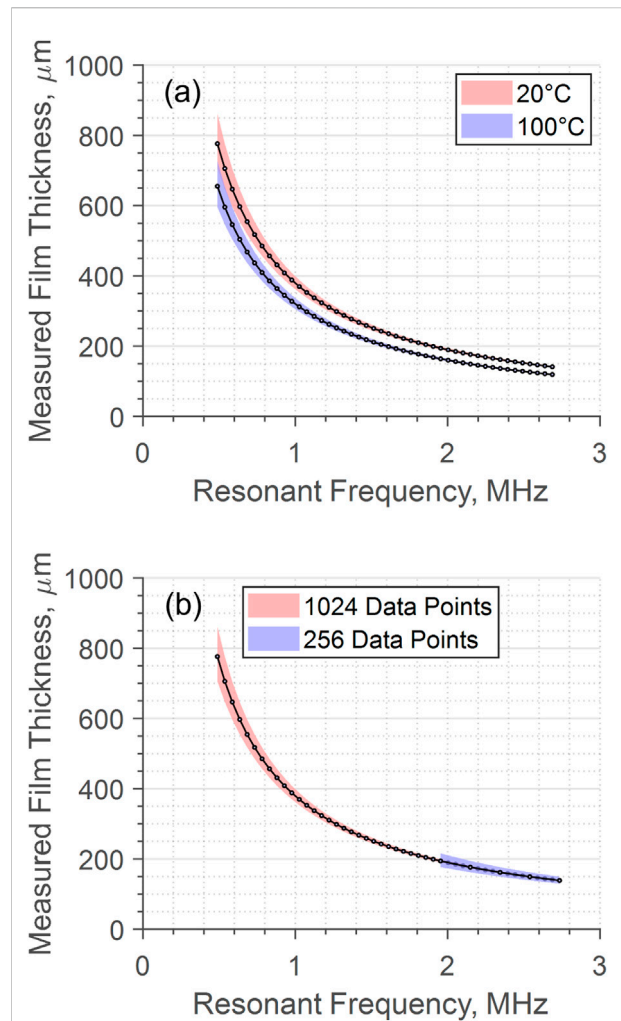 1000
(a)
20°C
100°C
800
600
400
200
0
Measured Film Thickness, μm
0 1 2 3
Resonant Frequency, MHz
1000
(b)
1024 Data Points
256 Data Points
800
600
400
200
0
Measured Film Thickness, μm
0 1 2 3
Resonant Frequency, MHz